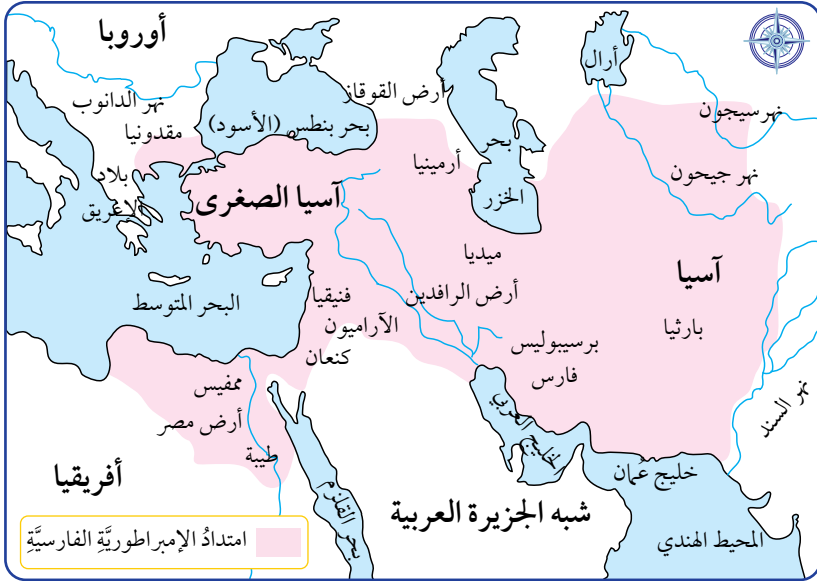 أوروبا
أرال
أرض القوقاز
نهر الدانوب
نهر سيجون
بحر بنطس (الأسود)
مقدونيا
بحر
الخزر
أرمينيا
نهر جيحون
بلاد
الإغريق
آسيا الصغرى
ميديا
آسيا
أرض الرافدين
فنيقيا
البحر المتوسط
الآراميون
بارثيا
برسيبوليس
كنعان
فارس
ممفيس
أرض مصر
نهر السند
الخليج العربي
طيبة
خليج عُمان
أفريقيا
بحر القلزم
شبه الجزيرة العربية
المحيط الهندي
امتدادُ الإمبراطوريَّةِ الفارسيَّةِ